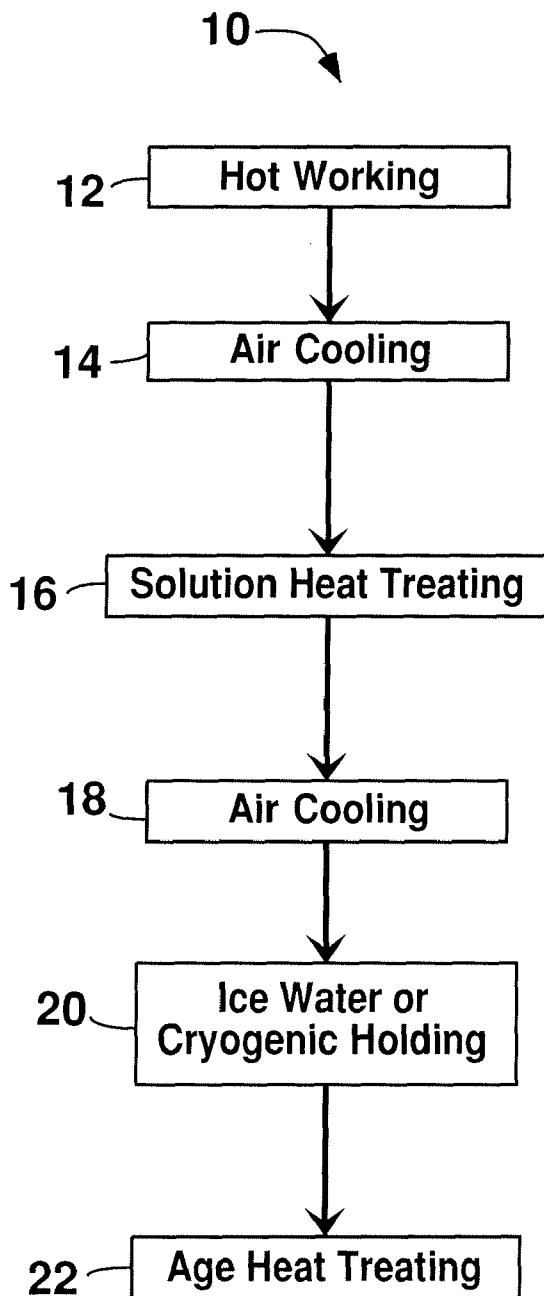 10
12 Hot Working
14 Air Cooling
16 Solution Heat Treating
18 Air Cooling
20 Ice Water or
Cryogenic Holding
22 Age Heat Treating